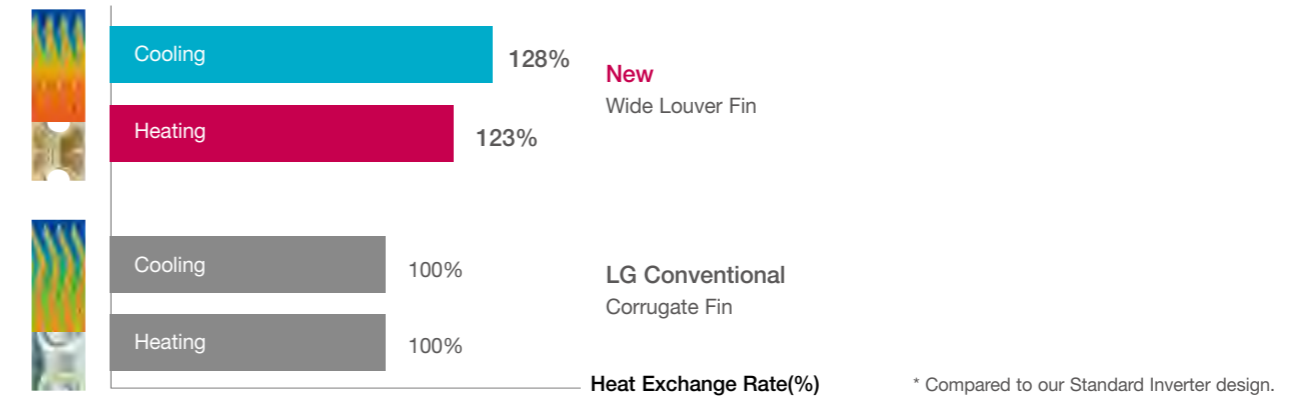 Cooling
128%
New
Wide Louver Fin
Heating
123%
Cooling
100%
LG Conventional
Corrugate Fin
Heating
100%
Heat Exchange Rate(%)
* Compared to our Standard Inverter design.